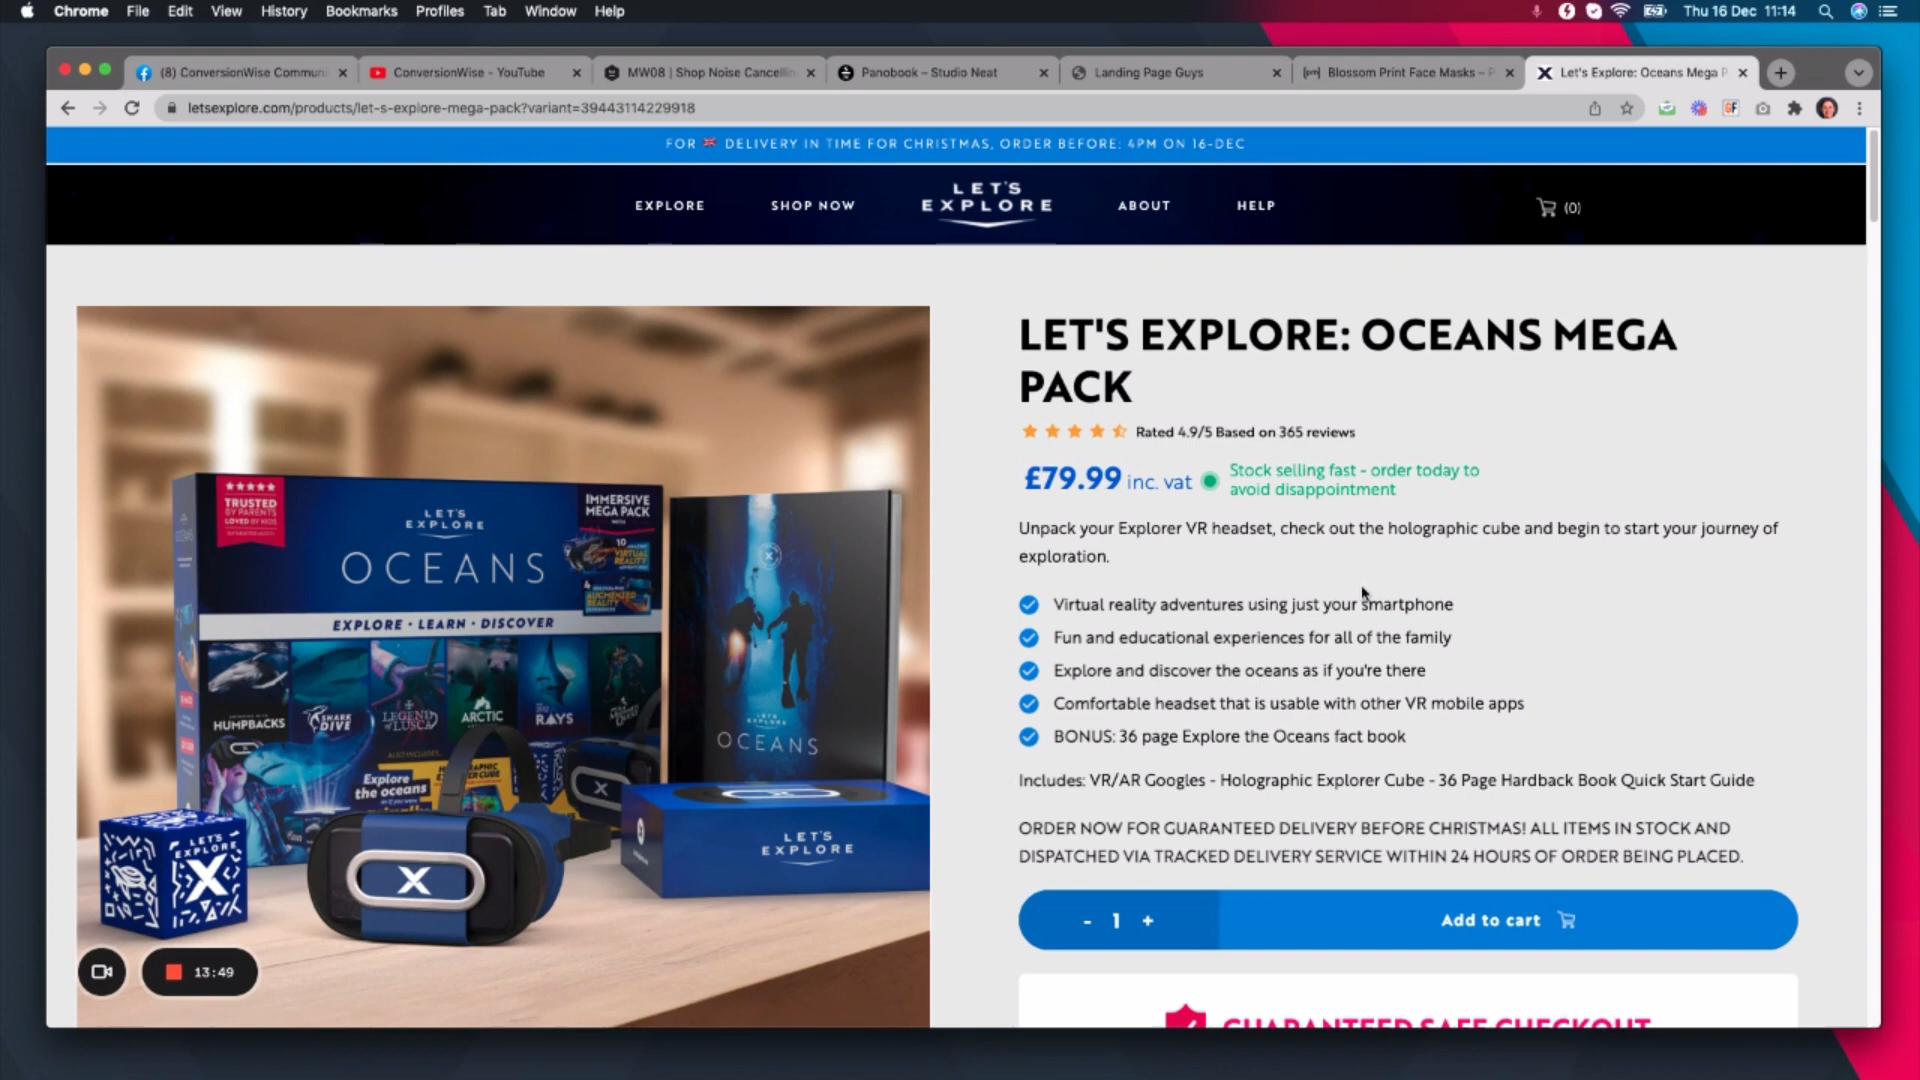 Chrome File Edit View History Bookmarks Profiles Tab Window Help
Thu 16 Dec 11:14
(8) ConversionWise Communi
ConversionWise - YouTube
MW08 | Shop Noise Cancellin
Panobook – Studio Neat
Landing Page Guys
Blossom Print Face Masks – P
Let's Explore: Oceans Mega P
letsexplore.com/products/let-s-explore-mega-pack?variant=39443114229918
FOR 🇬🇧 DELIVERY IN TIME FOR CHRISTMAS, ORDER BEFORE: 4PM ON 16-DEC
EXPLORE
SHOP NOW
LET'S
EXPLORE
ABOUT
HELP
(0)
LET'S EXPLORE: OCEANS MEGA
PACK
Rated 4.9/5 Based on 365 reviews
£79.99 inc. vat
Stock selling fast - order today to
avoid disappointment
Unpack your Explorer VR headset, check out the holographic cube and begin to start your journey of
exploration.
Virtual reality adventures using just your smartphone
Fun and educational experiences for all of the family
Explore and discover the oceans as if you're there
Comfortable headset that is usable with other VR mobile apps
BONUS: 36 page Explore the Oceans fact book
Includes: VR/AR Googles - Holographic Explorer Cube - 36 Page Hardback Book Quick Start Guide
ORDER NOW FOR GUARANTEED DELIVERY BEFORE CHRISTMAS! ALL ITEMS IN STOCK AND
DISPATCHED VIA TRACKED DELIVERY SERVICE WITHIN 24 HOURS OF ORDER BEING PLACED.
- 1 +
Add to cart
GUARANTEED SAFE CHECKOUT
TRUSTED
BY PARENTS
LOVED BY KIDS
LET'S
EXPLORE
OCEANS
IMMERSIVE
MEGA PACK
10
VIRTUAL
REALITY
ADVENTURES
4
AUGMENTED
REALITY
EXPERIENCES
EXPLORE · LEARN · DISCOVER
HUMPBACKS
SHARK
DIVE
LEGEND
of LUSCA
ARCTIC
RAYS
ALSO INCLUDES
Explore
the oceans
LET'S
EXPLORE
OCEANS
LET'S
EXPLORE
X
X
LET'S
EXPLORE
13:49